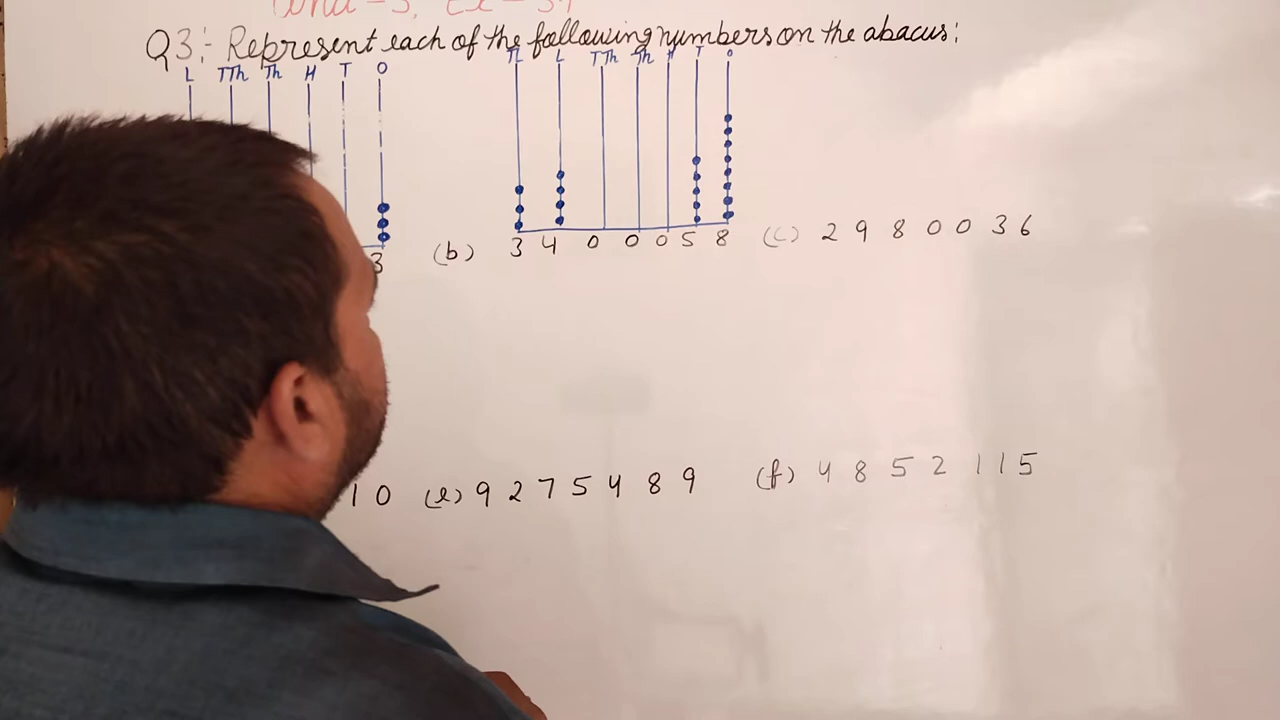 Q3:- Represent each of the following numbers on the abacus:
L TTh Th H T O
TL L TTh Th H T O
3
(b) 3 4 0 0 0 5 8
(c) 2 9 8 0 0 3 6
1 0
(e) 9 2 7 5 4 8 9
(f) 4 8 5 2 1 1 5